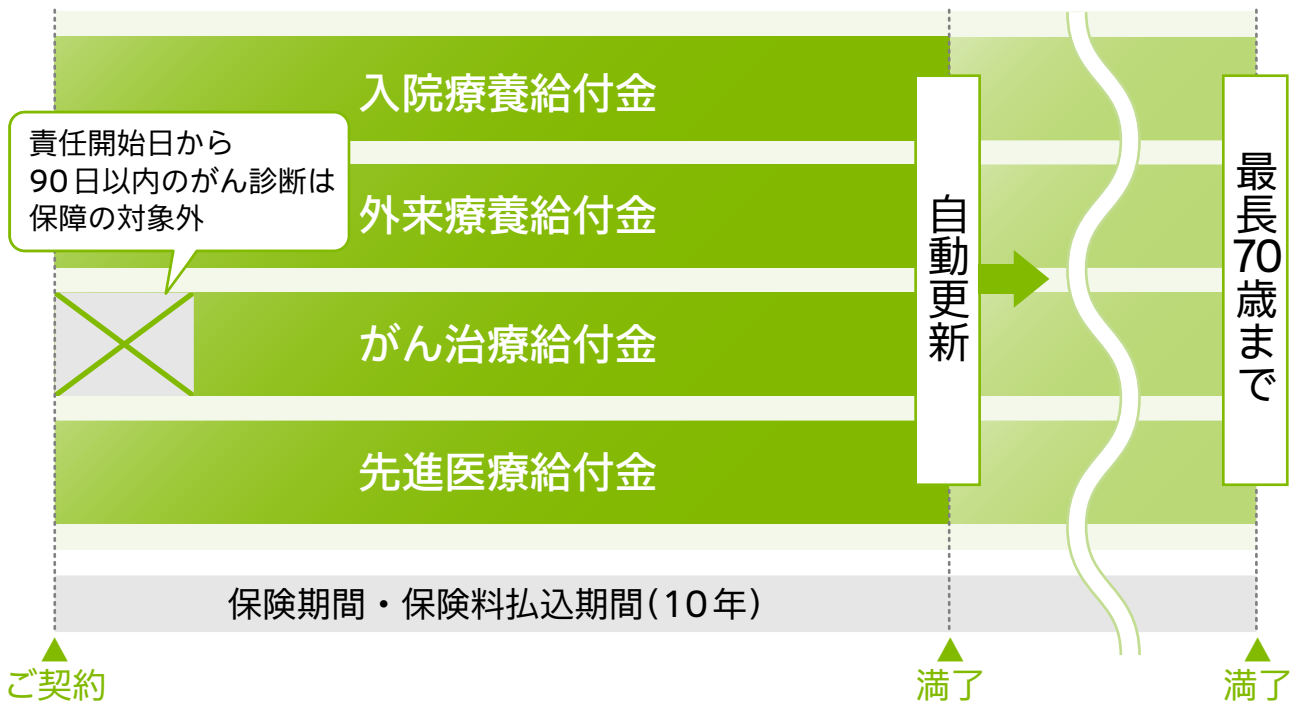 入院療養給付金
責任開始日から
90日以内のがん診断は
保障の対象外
外来療養給付金
がん治療給付金
先進医療給付金
自動更新
最長70歳まで
保険期間・保険料払込期間(10年)
ご契約
満了
満了